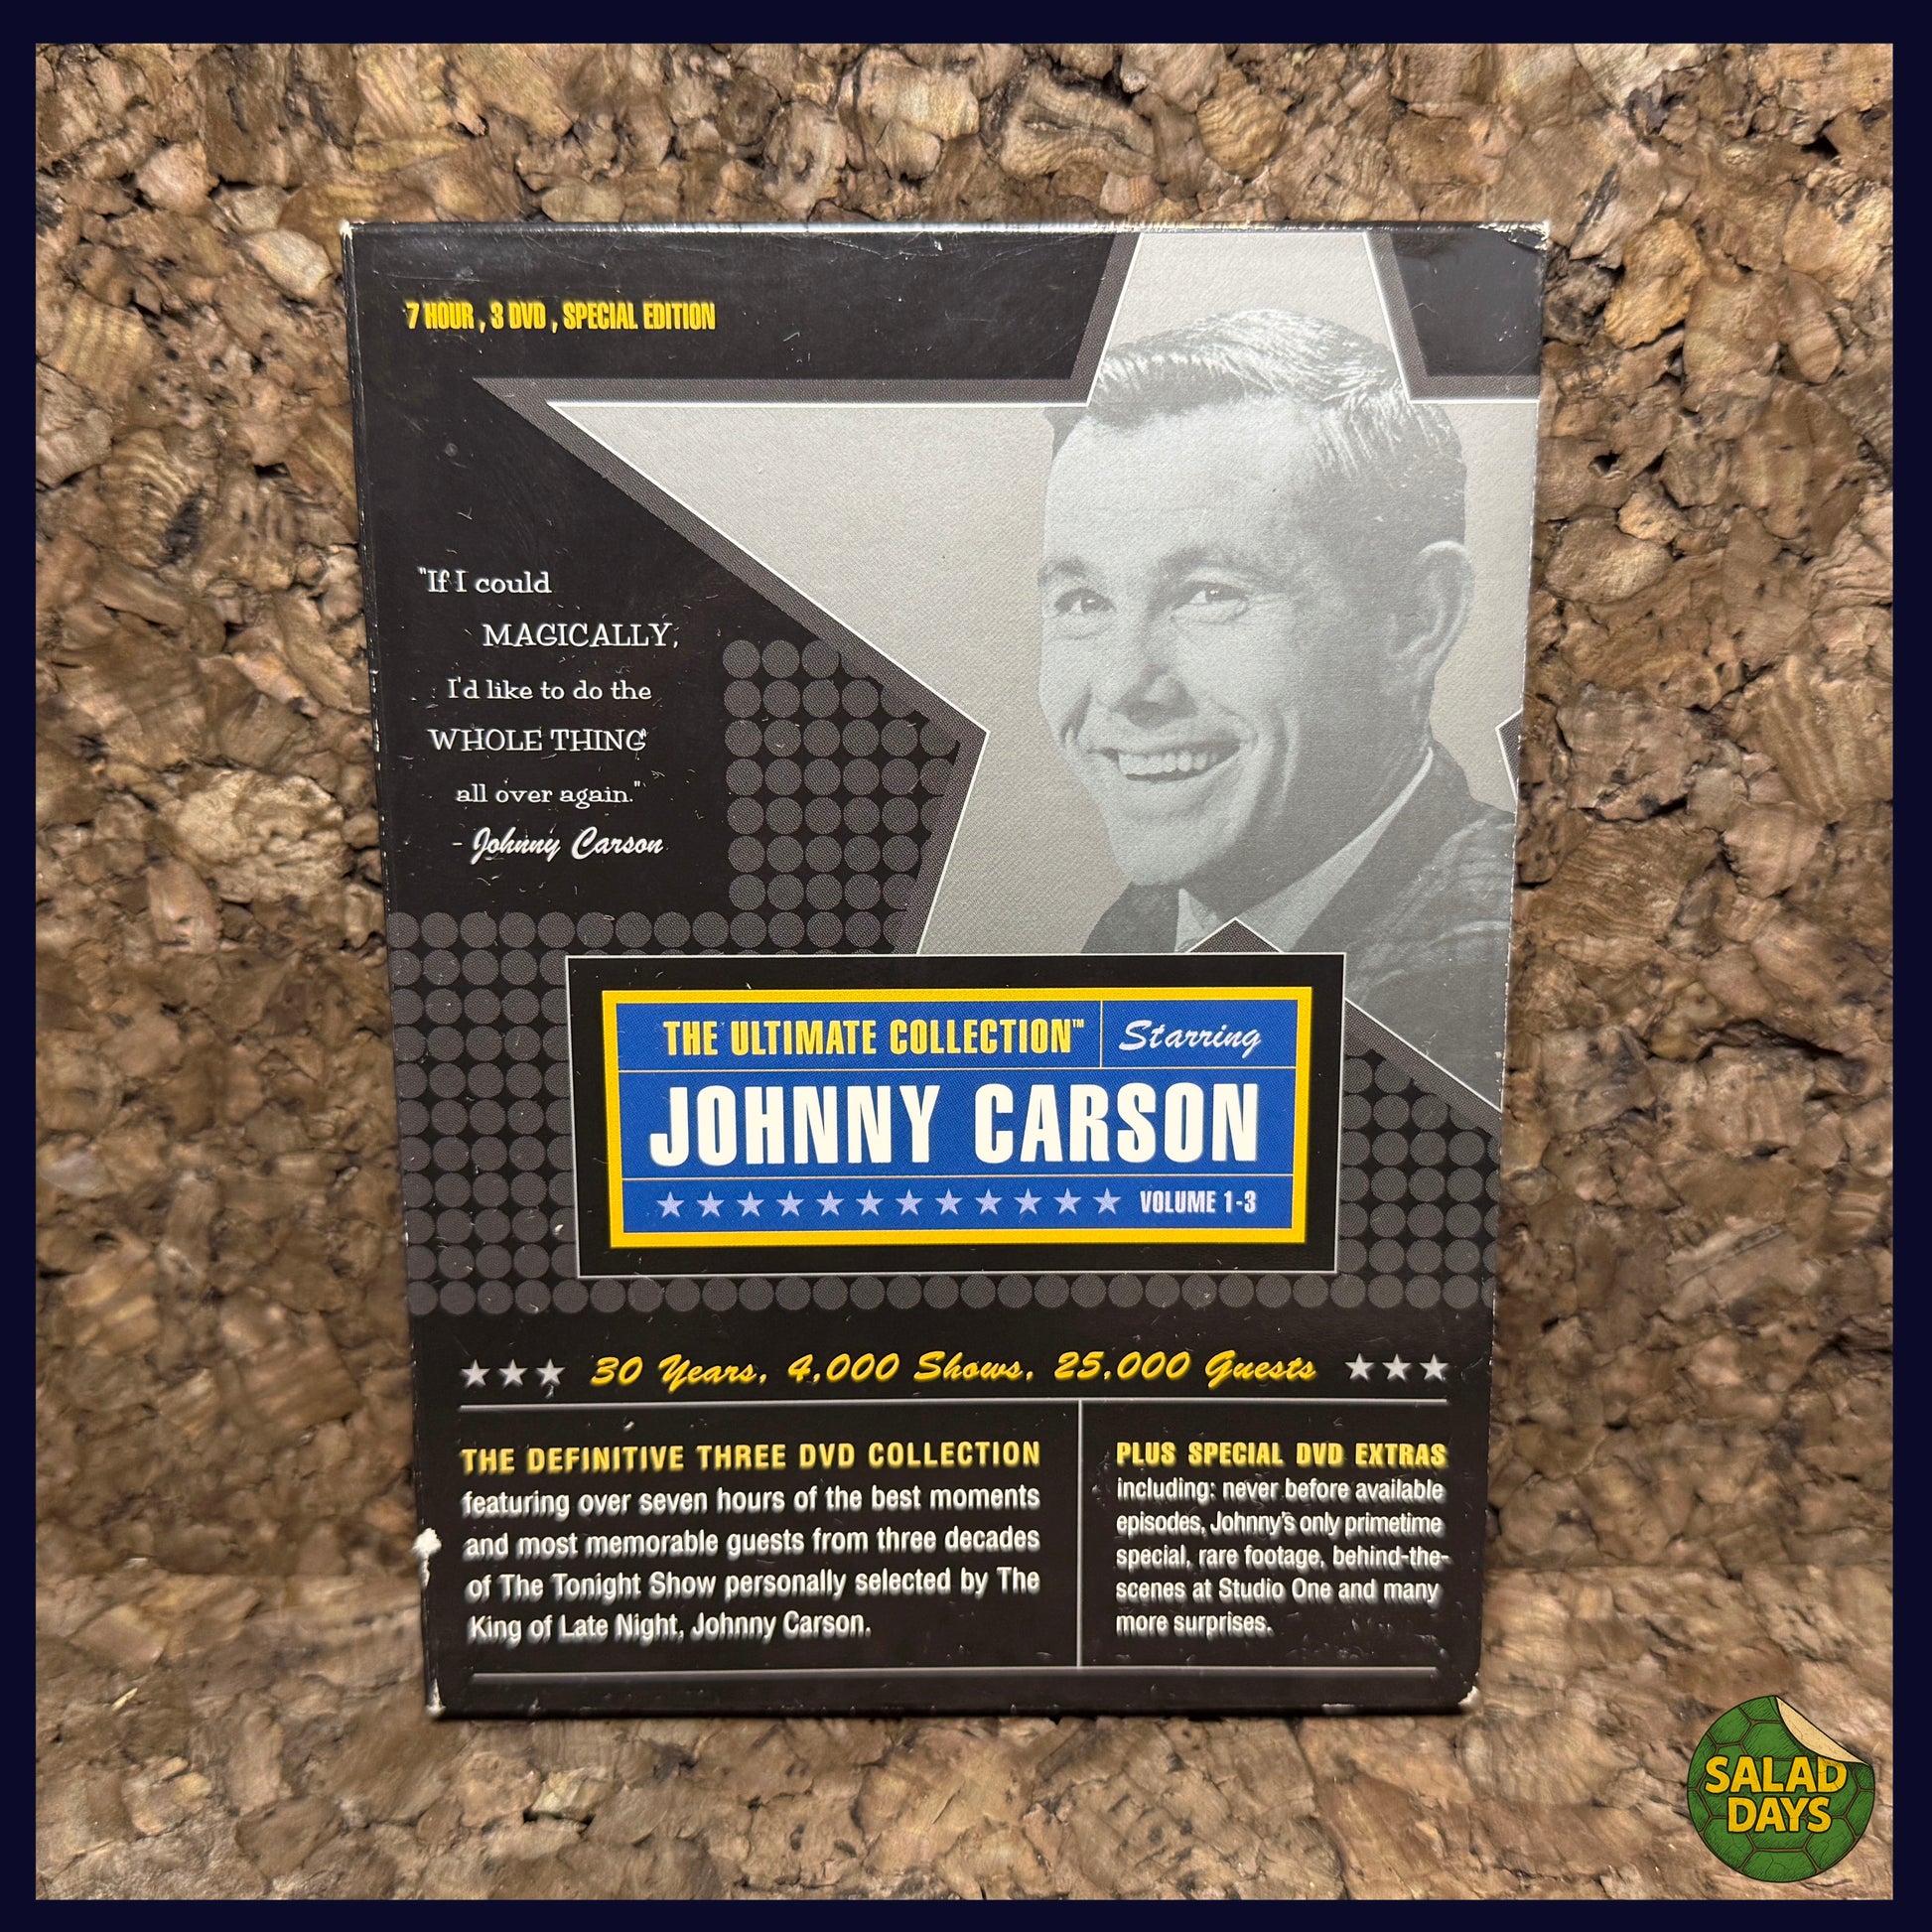 7 HOUR , 3 DVD , SPECIAL EDITION
"If I could
MAGICALLY,
I'd like to do the
WHOLE THING
all over again."
- Johnny Carson
THE ULTIMATE COLLECTION™ Starring
JOHNNY CARSON
VOLUME 1-3
30 Years, 4,000 Shows, 25,000 Guests
THE DEFINITIVE THREE DVD COLLECTION
featuring over seven hours of the best moments
and most memorable guests from three decades
of The Tonight Show personally selected by The
King of Late Night, Johnny Carson.
PLUS SPECIAL DVD EXTRAS
including: never before available
episodes, Johnny's only primetime
special, rare footage, behind-the-
scenes at Studio One and many
more surprises.
SALAD
DAYS